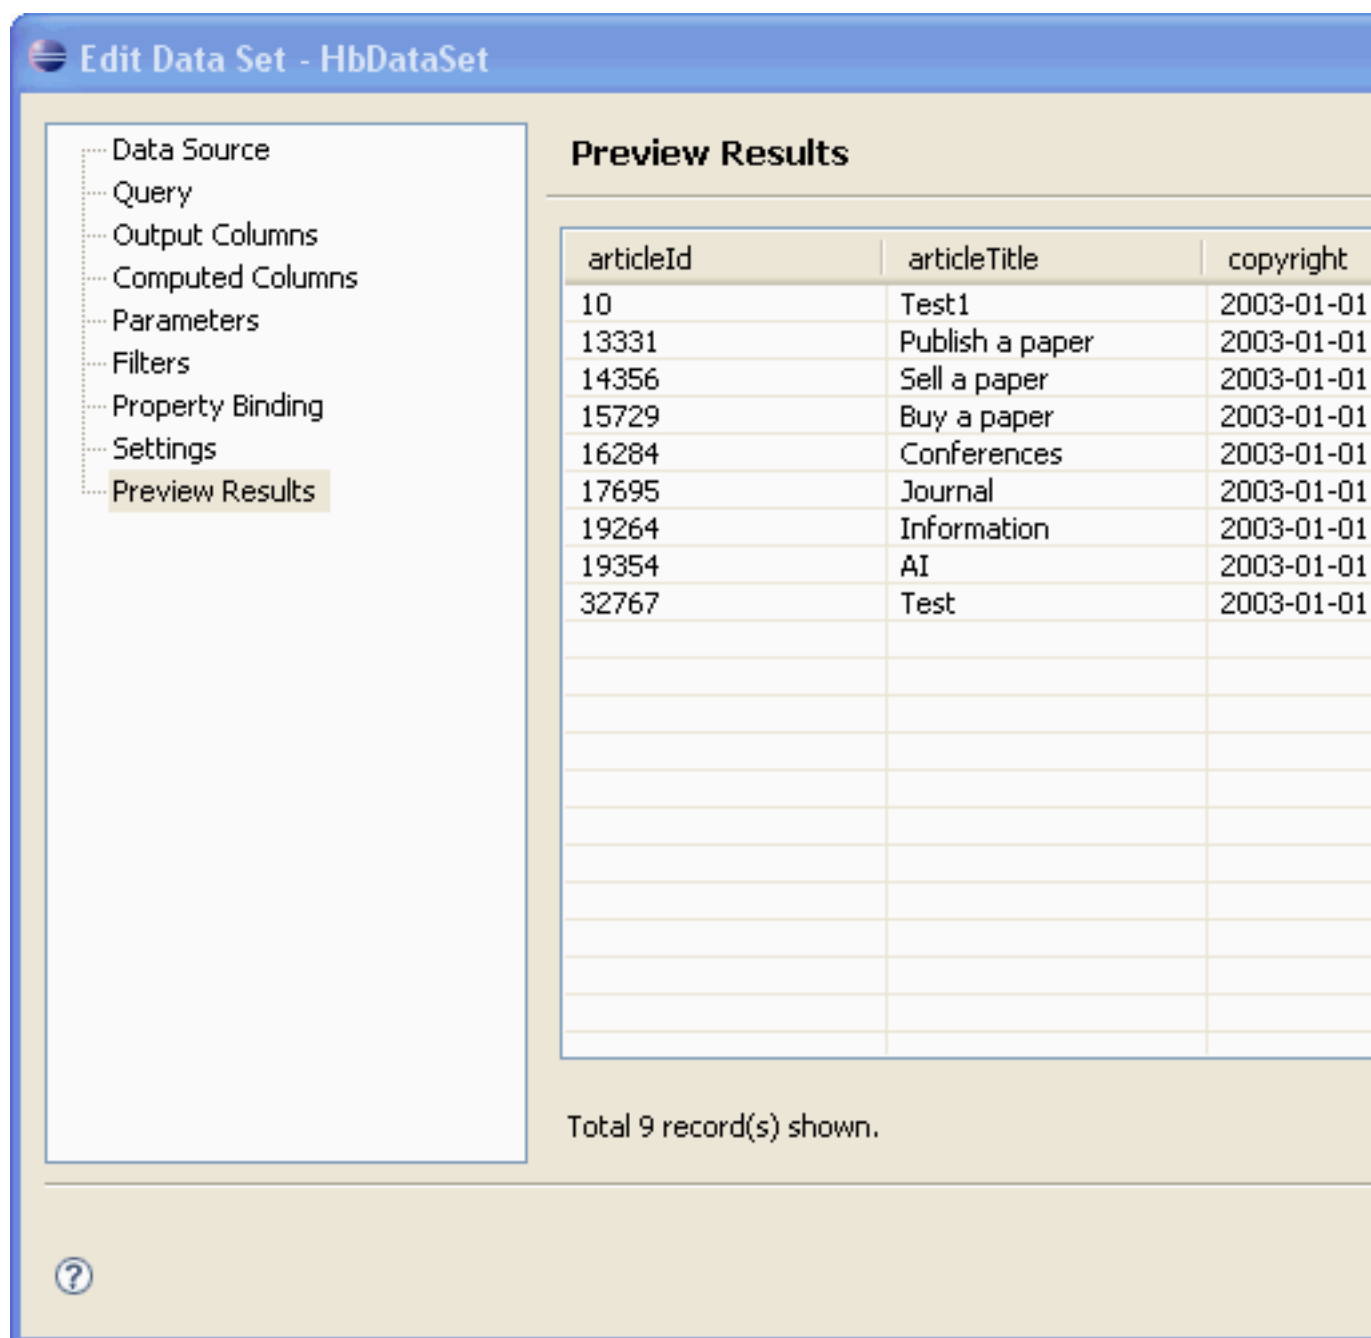 Edit Data Set - HbDataSet
Data Source
Query
Output Columns
Computed Columns
Parameters
Filters
Property Binding
Settings
Preview Results
Preview Results
articleId articleTitle copyright
10 Test1 2003-01-01
13331 Publish a paper 2003-01-01
14356 Sell a paper 2003-01-01
15729 Buy a paper 2003-01-01
16284 Conferences 2003-01-01
17695 Journal 2003-01-01
19264 Information 2003-01-01
19354 AI 2003-01-01
32767 Test 2003-01-01
Total 9 record(s) shown.
?